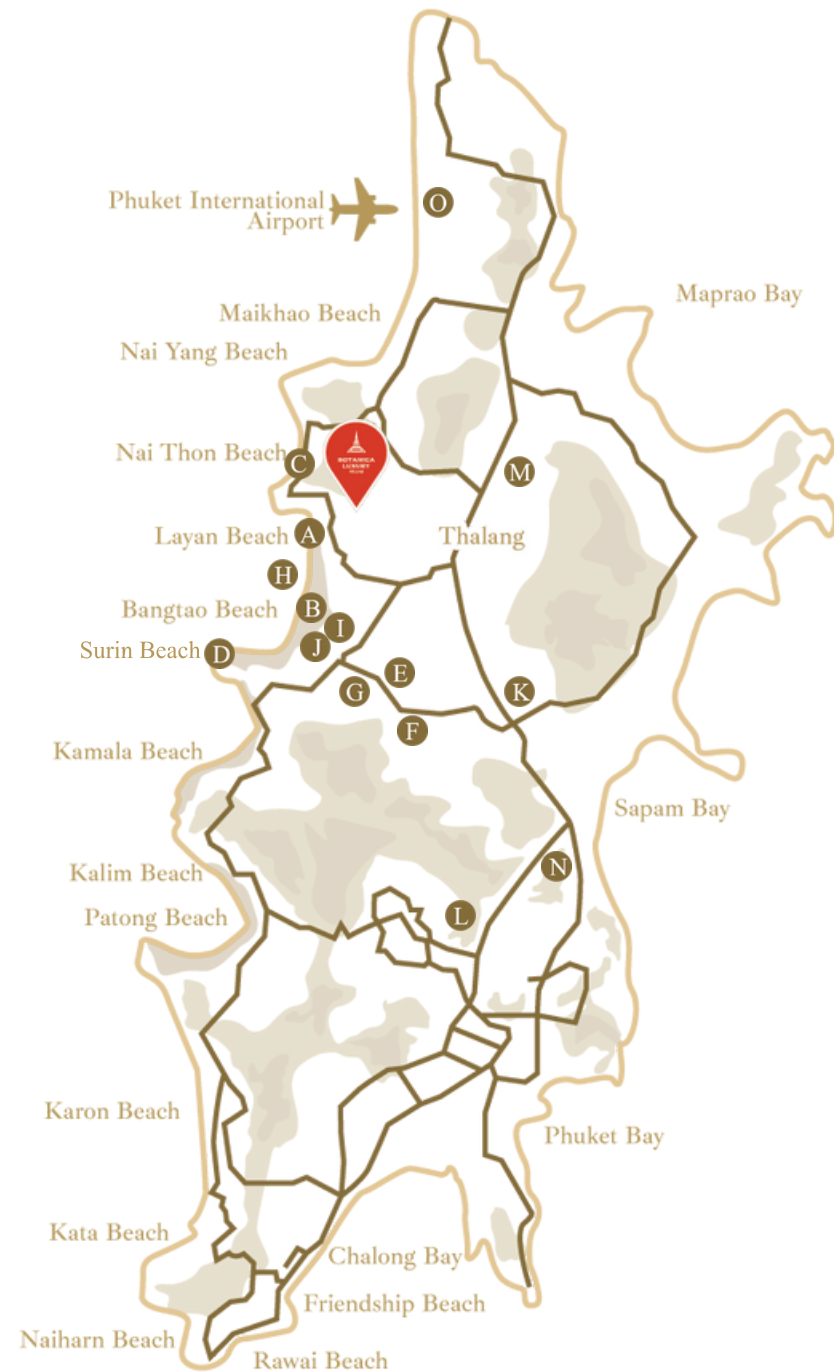 Phuket International
Airport
O
Maprao Bay
Maikhao Beach
Nai Yang Beach
Nai Thon Beach
C
BOTANICA
LUXURY
M
Layan Beach
A
Thalang
H
Bangtao Beach
B
I
J
Surin Beach
D
E
G
K
F
Kamala Beach
Sapam Bay
Kalim Beach
N
Patong Beach
L
Karon Beach
Phuket Bay
Kata Beach
Chalong Bay
Friendship Beach
Naiharn Beach
Rawai Beach